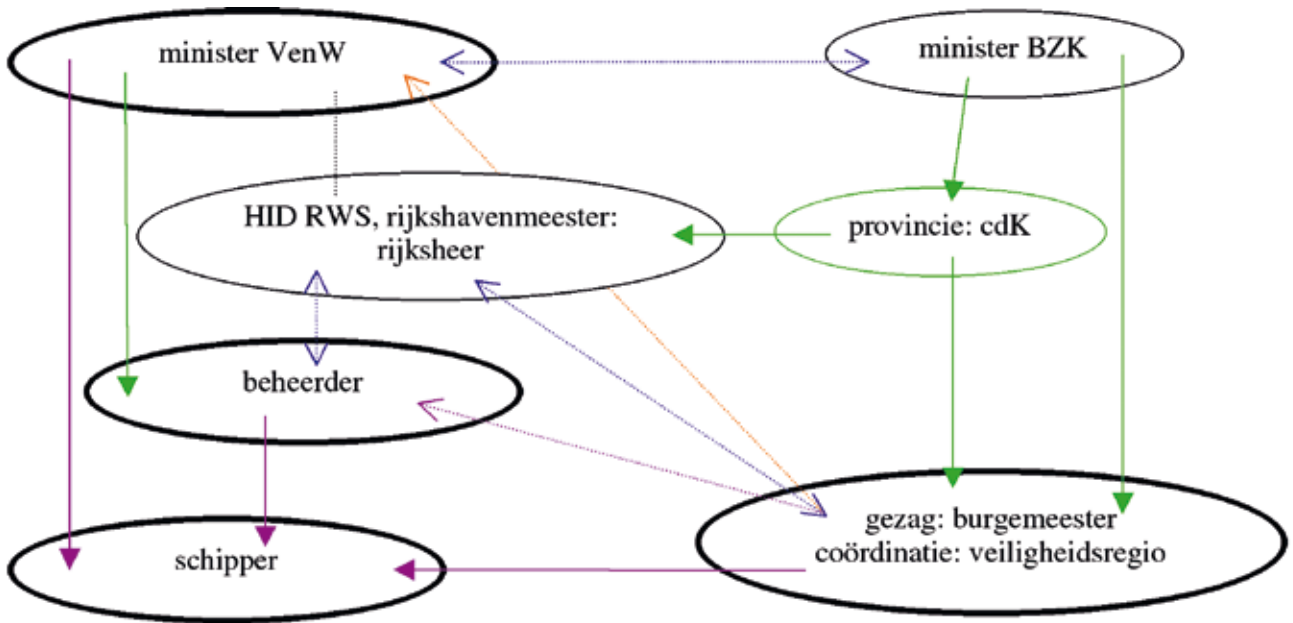 minister VenW
minister BZK
HID RWS, rijkshavenmeester:
rijksheer
provincie: cdK
beheerder
gezag: burgemeester
coördinatie: veiligheidsregio
schipper